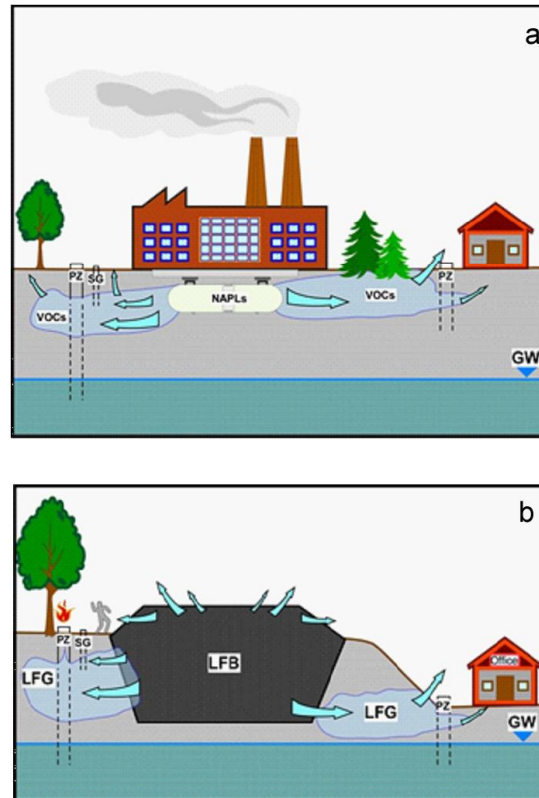 a
PZ SG
PZ
VOCs
NAPLs
VOCs
GW
b
PZ SG
LFB
Office
LFG
LFG
PZ
GW